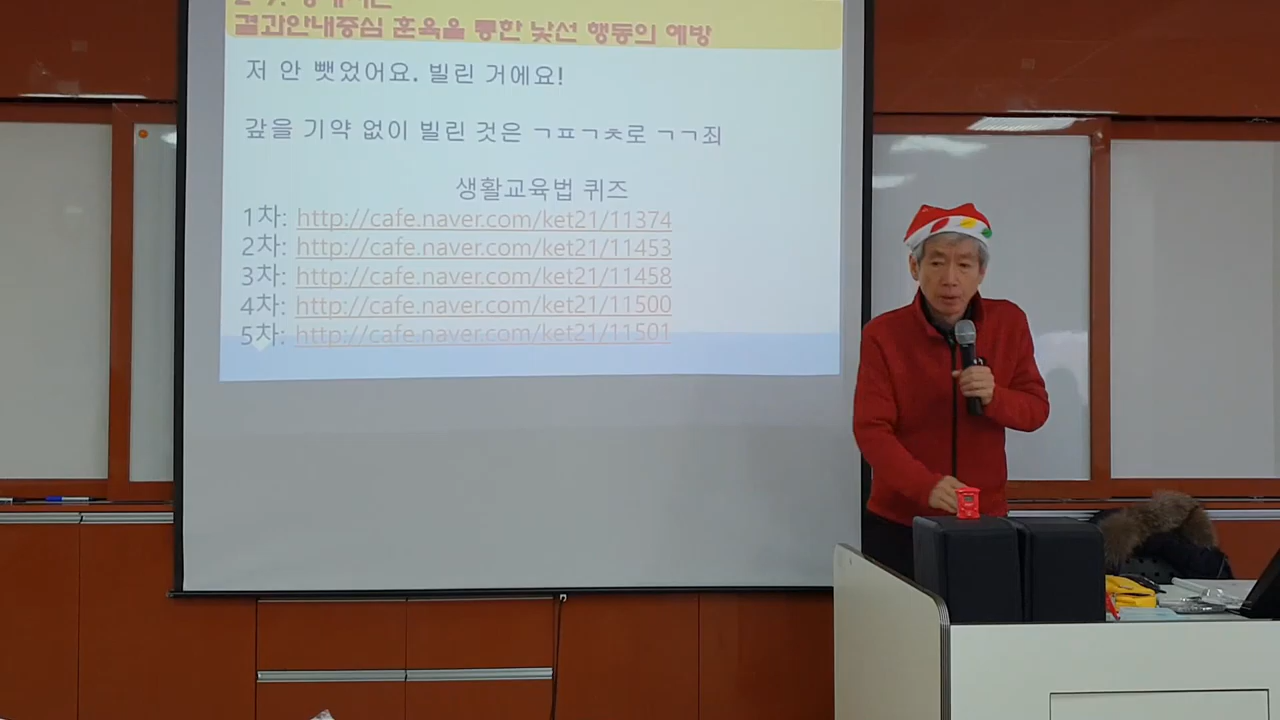 결과안내중심 훈육을 통한 낯선 행동의 예방
저 안 뺏었어요. 빌린 거에요!
갚을 기약 없이 빌린 것은 ㄱㅍㄱㅊ로 ㄱㄱ죄
생활교육법 퀴즈
1차: http://cafe.naver.com/ket21/11374
2차: http://cafe.naver.com/ket21/11453
3차: http://cafe.naver.com/ket21/11458
4차: http://cafe.naver.com/ket21/11500
5차: http://cafe.naver.com/ket21/11501